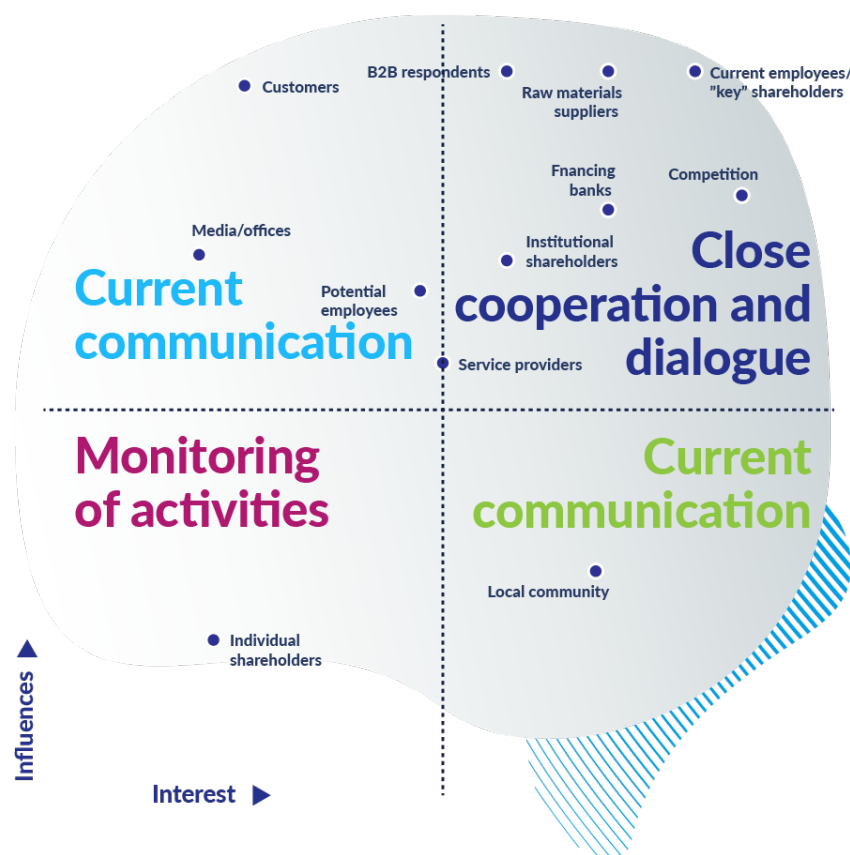 Customers
B2B respondents
Raw materials
suppliers
Current employees/
”key” shareholders
Fnancing
banks
Competition
Media/offices
Institutional
shareholders
Potential
employees
Current
communication
Close
cooperation and
dialogue
Service providers
Monitoring
of activities
Current
communication
Local community
Individual
shareholders
Influences
Interest